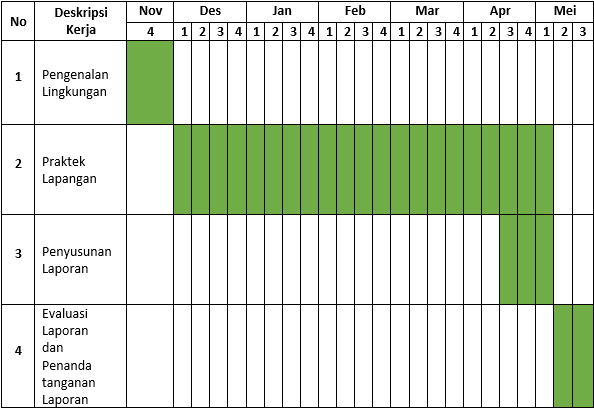 No Deskripsi Kerja Nov Des Jan Feb Mar Apr Mei
4 1 2 3 4 1 2 3 4 1 2 3 4 1 2 3 4 1 2 3 4 1 2 3
1 Pengenalan
Lingkungan
2 Praktek
Lapangan
3 Penyusunan
Laporan
4 Evaluasi
Laporan
dan
Penanda
tanganan
Laporan